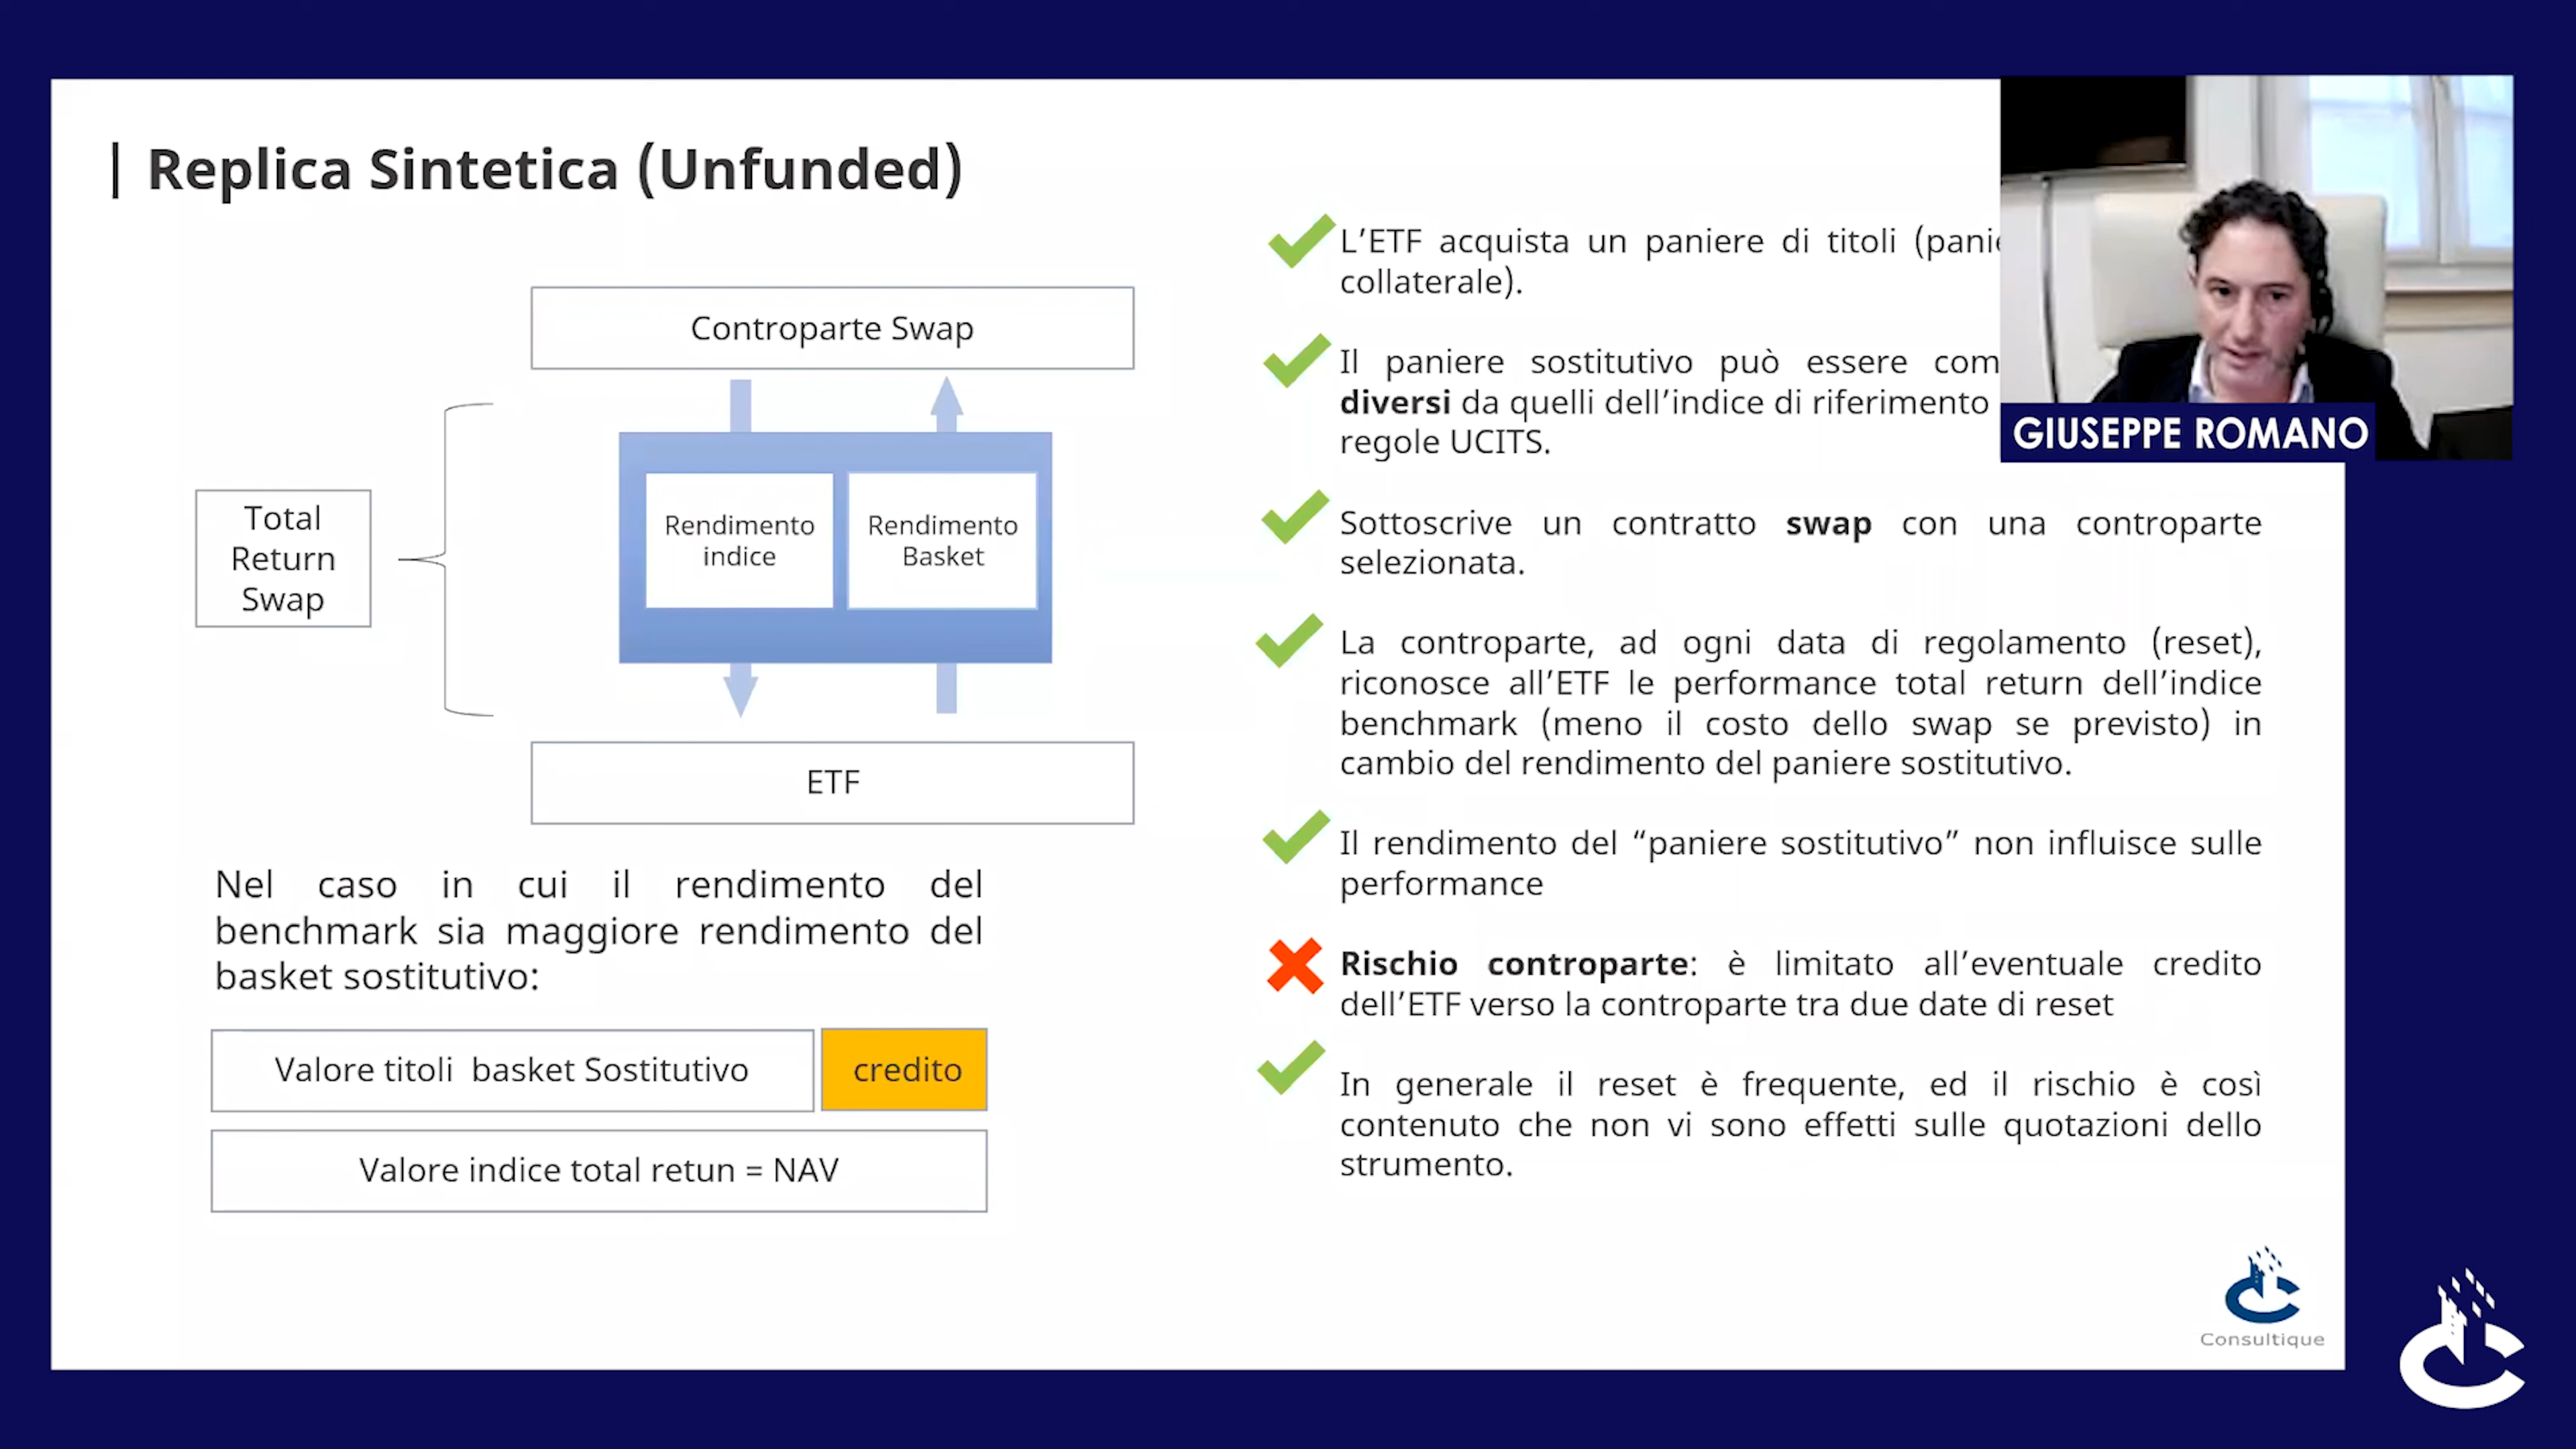 | Replica Sintetica (Unfunded)
Controparte Swap
Total
Return
Swap
Rendimento
indice
Rendimento
Basket
ETF
Nel caso in cui il rendimento del
benchmark sia maggiore rendimento del
basket sostitutivo:
Valore titoli basket Sostitutivo
credito
Valore indice total retun = NAV
L’ETF acquista un paniere di titoli
collaterale).
Il paniere sostitutivo può essere
diversi da quelli dell’indice di riferimento
regole UCITS.
Sottoscrive un contratto swap con una controparte
selezionata.
La controparte, ad ogni data di regolamento (reset),
riconosce all’ETF le performance total return dell’indice
benchmark (meno il costo dello swap se previsto) in
cambio del rendimento del paniere sostitutivo.
Il rendimento del “paniere sostitutivo” non influisce sulle
performance
Rischio controparte: è limitato all’eventuale credito
dell’ETF verso la controparte tra due date di reset
In generale il reset è frequente, ed il rischio è così
contenuto che non vi sono effetti sulle quotazioni dello
strumento.
GIUSEPPE ROMANO
Consultique